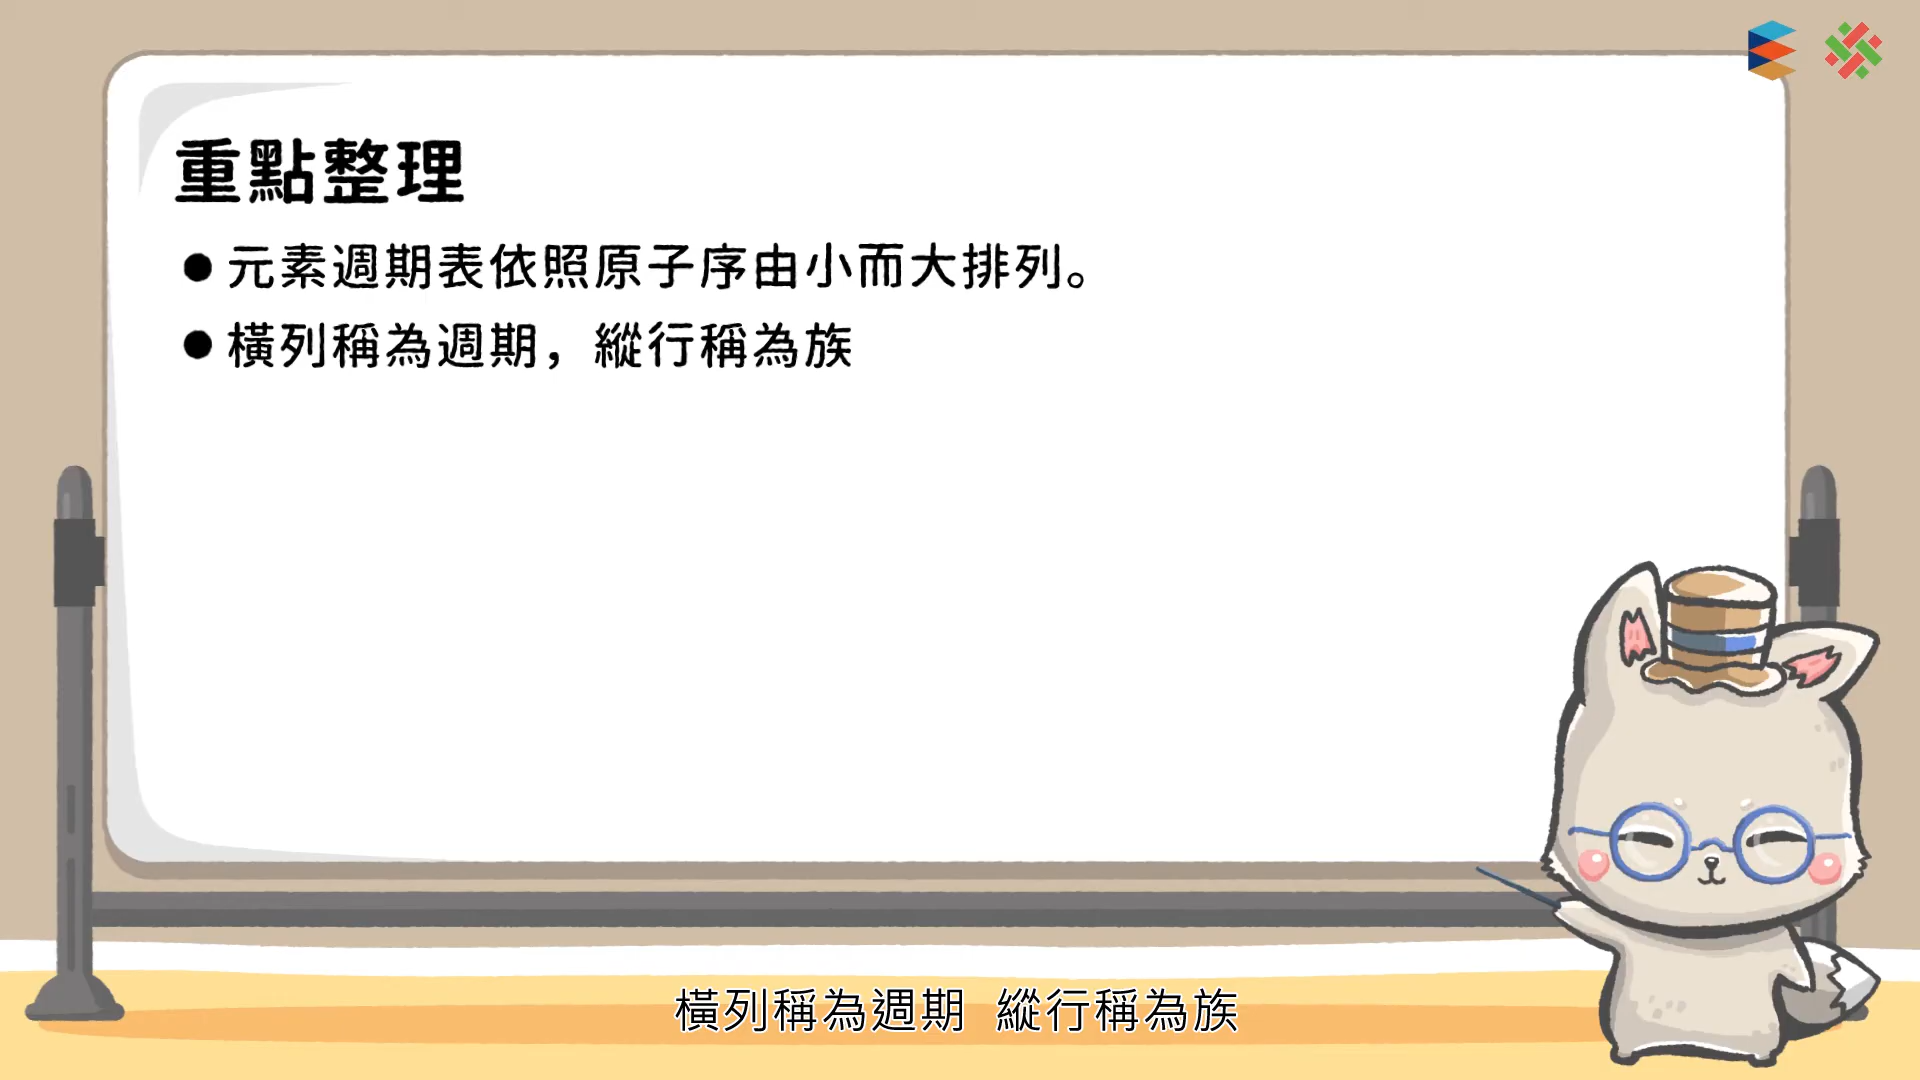 重點整理
●元素週期表依照原子序由小而大排列。
●橫列稱為週期，縱行稱為族
橫列稱為週期 縱行稱為族